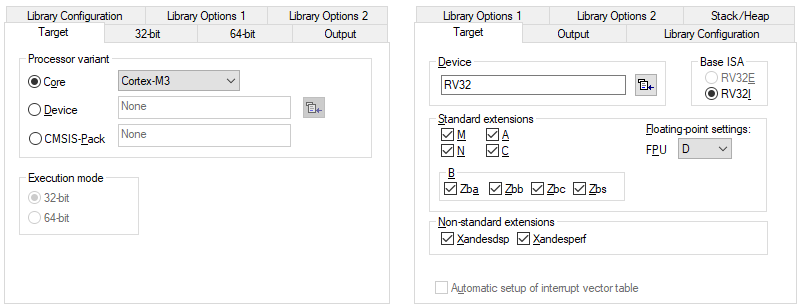 Library Configuration Library Options 1 Library Options 2
Target 32-bit 64-bit Output
Processor variant
Core Cortex-M3
Device None
CMSIS-Pack None
Execution mode
32-bit
64-bit
Library Options 1 Library Options 2 Stack/Heap
Target Output Library Configuration
Device
RV32
Base ISA
RV32E
RV32I
Standard extensions
M A
N C
Floating-point settings:
FPU D
B
Zba Zbb Zbc Zbs
Non-standard extensions
Xandesdsp Xandesperf
Automatic setup of interrupt vector table